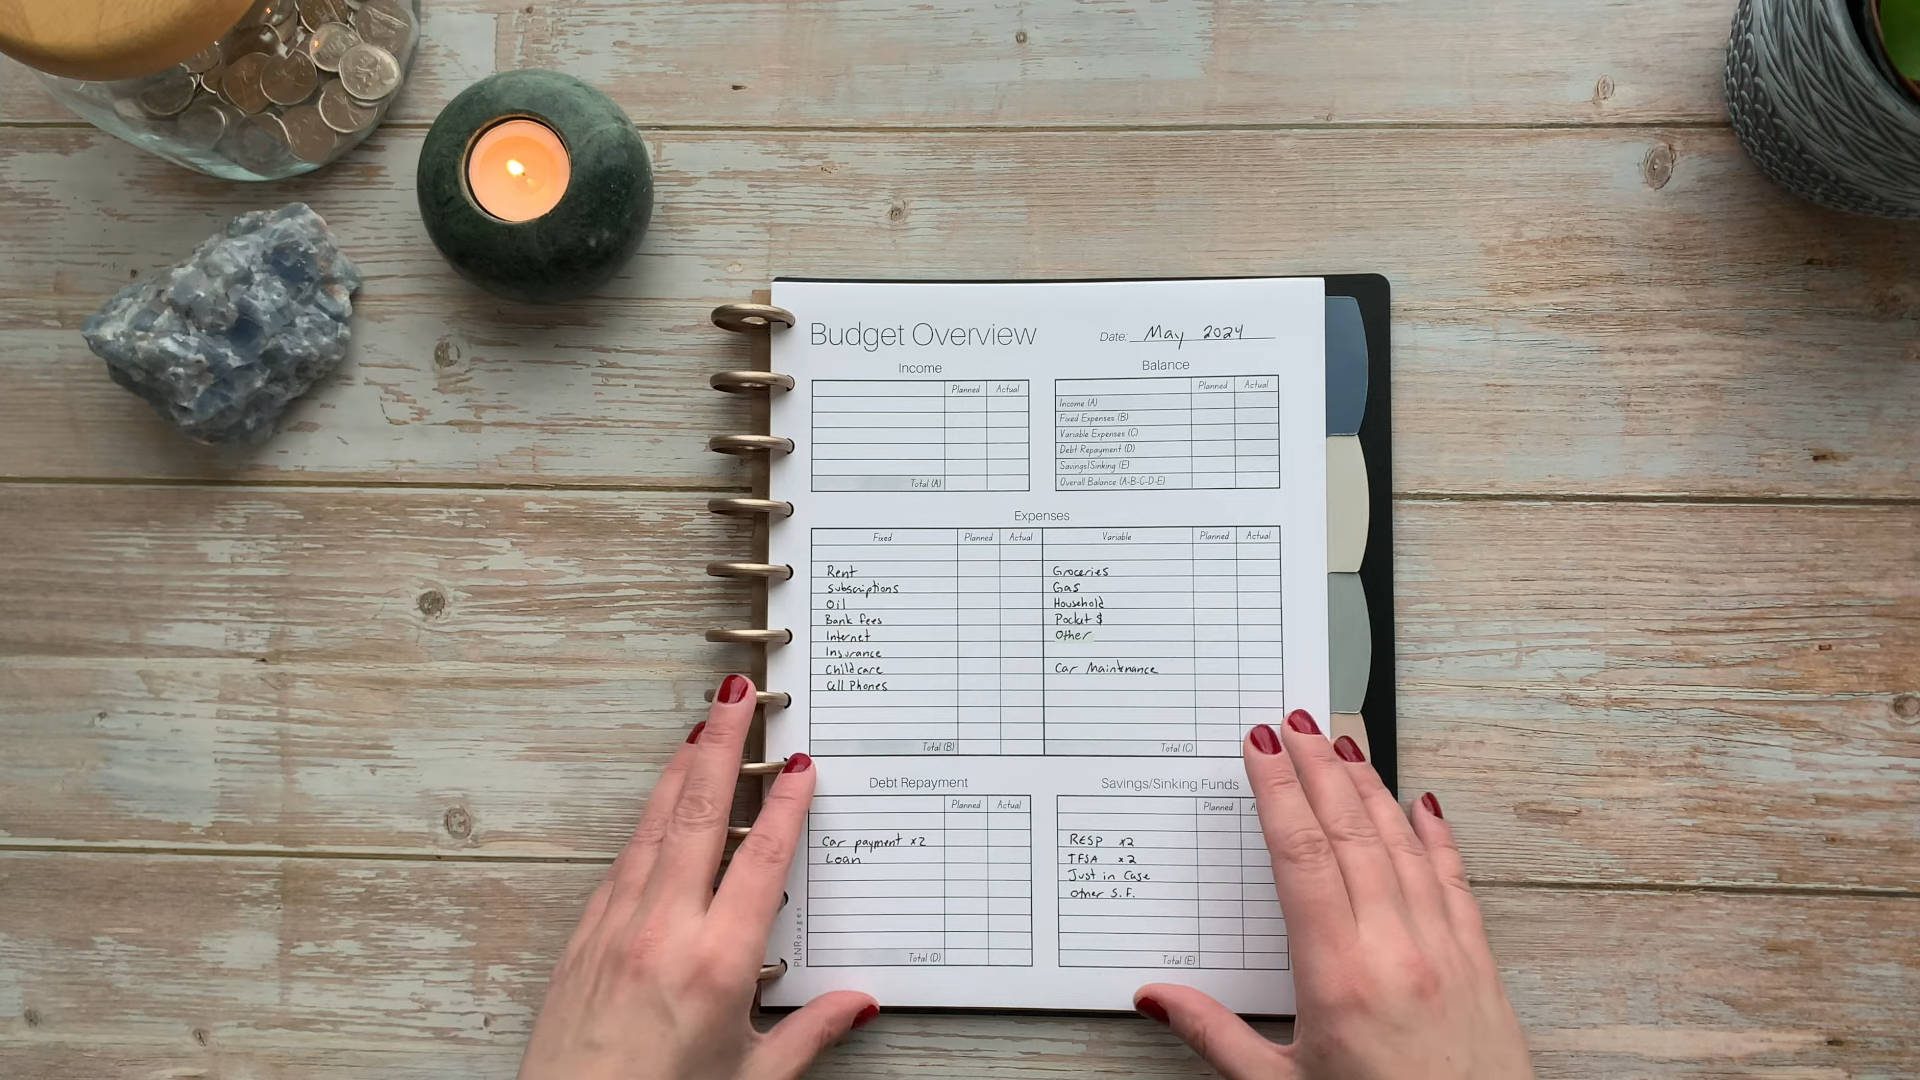 Budget Overview
Date: May 2024
Income
Planned Actual
Total (A)
Balance
Planned Actual
Income (A)
Fixed Expenses (B)
Variable Expenses (C)
Debt Repayment (D)
Savings/Sinking (E)
Overall Balance (A-B-C-D-E)
Expenses
Fixed Planned Actual
Rent
Subscriptions
Oil
Bank fees
Internet
Insurance
Childcare
Cell Phones
Total (B)
Variable Planned Actual
Groceries
Gas
Household
Pocket $
Other
Car Maintenance
Total (C)
Debt Repayment
Planned Actual
Car payment x2
Loan
Total (D)
Savings/Sinking Funds
Planned A
RESP x2
TFSA x2
Just in Case
Other S.F.
Total (E)
PLNRpages